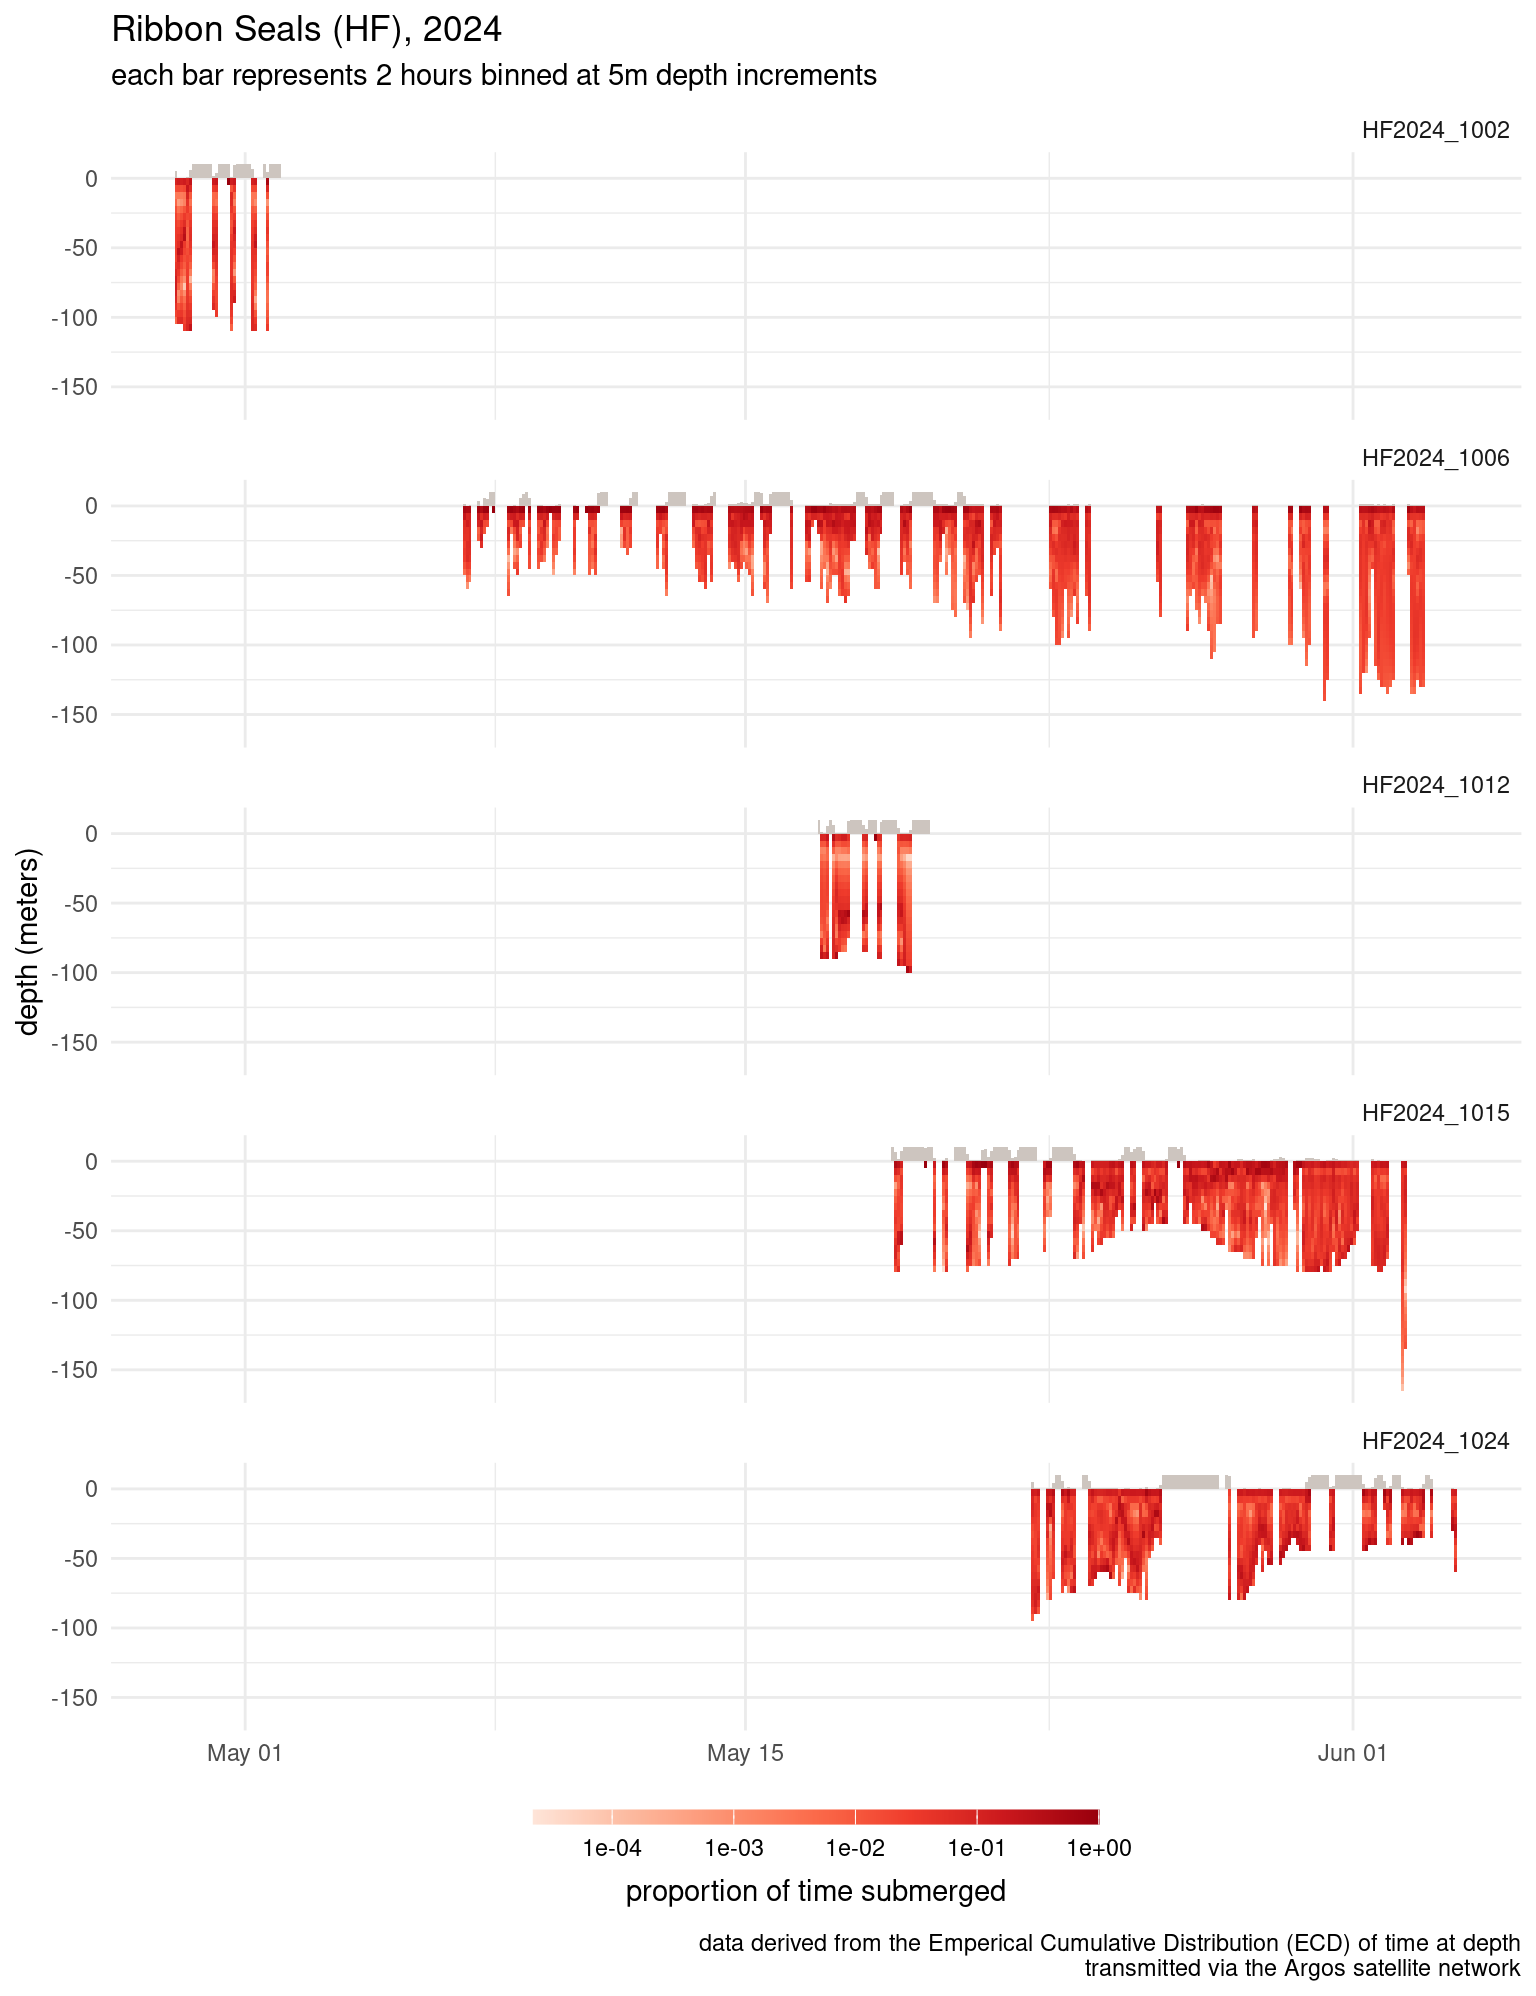 Ribbon Seals (HF), 2024
each bar represents 2 hours binned at 5m depth increments
HF2024_1002
0
-50
-100
-150
HF2024_1006
0
-50
-100
-150
HF2024_1012
0
-50
-100
-150
depth (meters)
HF2024_1015
0
-50
-100
-150
HF2024_1024
0
-50
-100
-150
May 01 May 15 Jun 01
1e-04 1e-03 1e-02 1e-01 1e+00
proportion of time submerged
data derived from the Emperical Cumulative Distribution (ECD) of time at depth
transmitted via the Argos satellite network